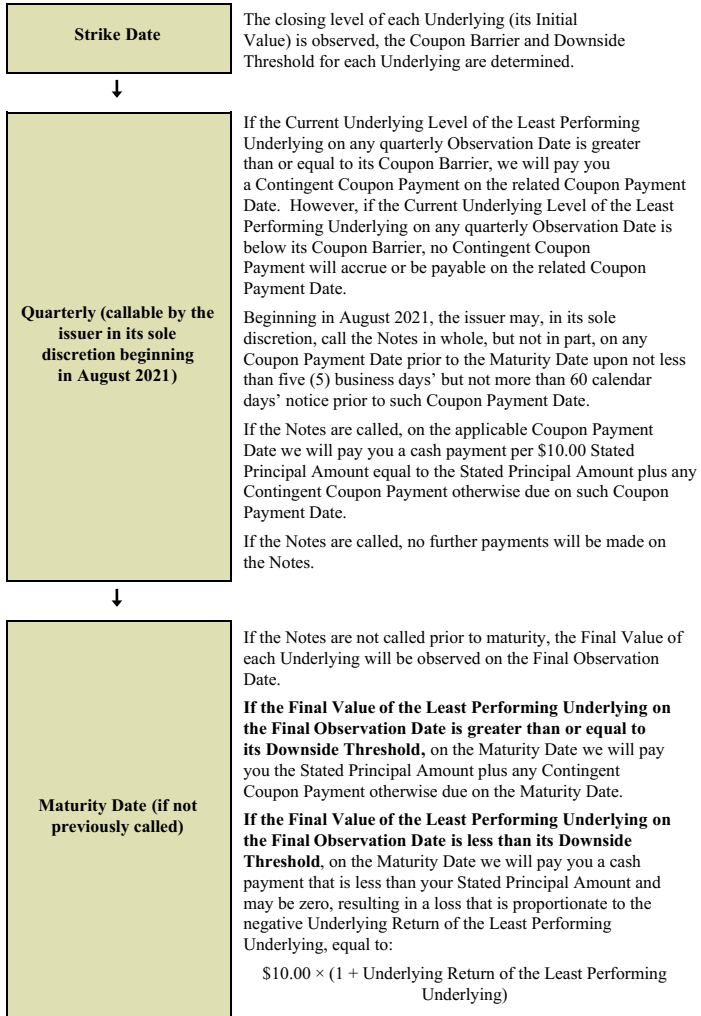 Strike Date
The closing level of each Underlying (its Initial
Value) is observed, the Coupon Barrier and Downside
Threshold for each Underlying are determined.
Quarterly (callable by the
issuer in its sole
discretion beginning
in August 2021)
If the Current Underlying Level of the Least Performing
Underlying on any quarterly Observation Date is greater
than or equal to its Coupon Barrier, we will pay you
a Contingent Coupon Payment on the related Coupon Payment
Date.  However, if the Current Underlying Level of the Least
Performing Underlying on any quarterly Observation Date is
below its Coupon Barrier, no Contingent Coupon
Payment will accrue or be payable on the related Coupon
Payment Date.
Beginning in August 2021, the issuer may, in its sole
discretion, call the Notes in whole, but not in part, on any
Coupon Payment Date prior to the Maturity Date upon not less
than five (5) business days’ but not more than 60 calendar
days’ notice prior to such Coupon Payment Date.
If the Notes are called, on the applicable Coupon Payment
Date we will pay you a cash payment per $10.00 Stated
Principal Amount equal to the Stated Principal Amount plus any
Contingent Coupon Payment otherwise due on such Coupon
Payment Date.
If the Notes are called, no further payments will be made on
the Notes.
Maturity Date (if not
previously called)
If the Notes are not called prior to maturity, the Final Value of
each Underlying will be observed on the Final Observation
Date.
If the Final Value of the Least Performing Underlying on
the Final Observation Date is greater than or equal to
its Downside Threshold, on the Maturity Date we will pay
you the Stated Principal Amount plus any Contingent
Coupon Payment otherwise due on the Maturity Date.
If the Final Value of the Least Performing Underlying on
the Final Observation Date is less than its Downside
Threshold, on the Maturity Date we will pay you a cash
payment that is less than your Stated Principal Amount and
may be zero, resulting in a loss that is proportionate to the
negative Underlying Return of the Least Performing
Underlying, equal to:
$10.00 × (1 + Underlying Return of the Least Performing
Underlying)